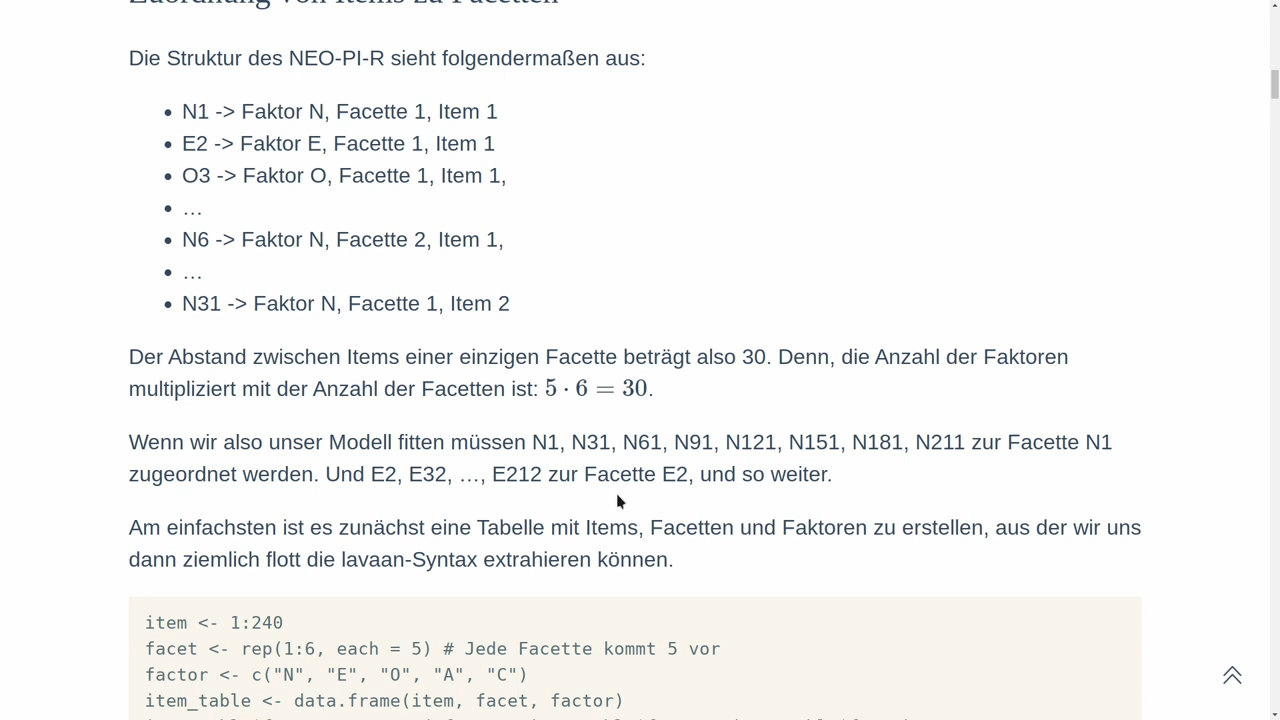 Zuordnung von Items zu Facetten
Die Struktur des NEO-PI-R sieht folgendermaßen aus:
• N1 -> Faktor N, Facette 1, Item 1
• E2 -> Faktor E, Facette 1, Item 1
• O3 -> Faktor O, Facette 1, Item 1,
• …
• N6 -> Faktor N, Facette 2, Item 1,
• …
• N31 -> Faktor N, Facette 1, Item 2
Der Abstand zwischen Items einer einzigen Facette beträgt also 30. Denn, die Anzahl der Faktoren
multipliziert mit der Anzahl der Facetten ist: 5 · 6 = 30.
Wenn wir also unser Modell fitten müssen N1, N31, N61, N91, N121, N151, N181, N211 zur Facette N1
zugeordnet werden. Und E2, E32, …, E212 zur Facette E2, und so weiter.
Am einfachsten ist es zunächst eine Tabelle mit Items, Facetten und Faktoren zu erstellen, aus der wir uns
dann ziemlich flott die lavaan-Syntax extrahieren können.
item <- 1:240
facet <- rep(1:6, each = 5) # Jede Facette kommt 5 vor
factor <- c("N", "E", "O", "A", "C")
item_table <- data.frame(item, facet, factor)